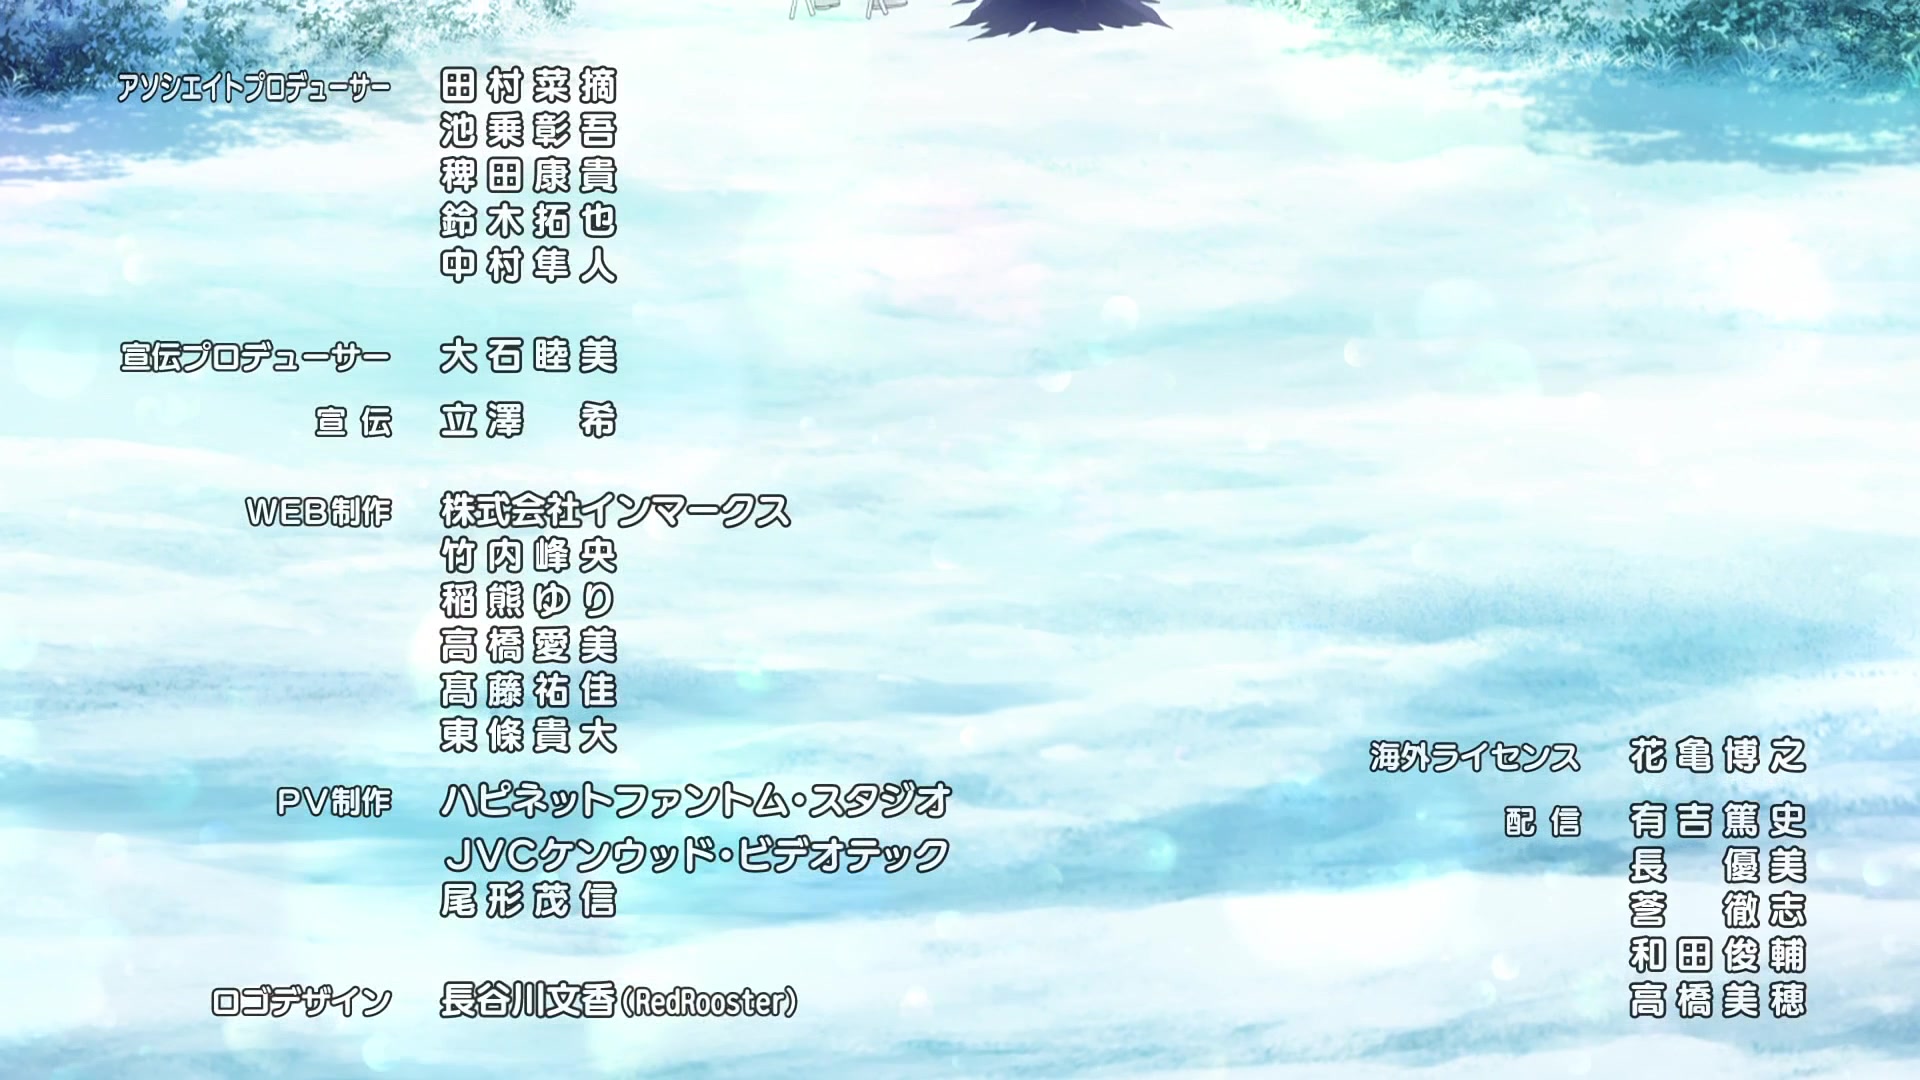 アソシエイトプロデューサー 田村菜摘
池乗彰吾
稗田康貴
鈴木拓也
中村隼人
宣伝プロデューサー 大石睦美
宣伝 立澤 希
WEB制作 株式会社インマークス
竹内峰央
稲熊ゆり
高橋愛美
髙藤祐佳
東條貴大
PV制作 ハピネットファントム・スタジオ
JVCケンウッド・ビデオテック
尾形茂信
ロゴデザイン 長谷川文香(RedRooster)
海外ライセンス 花亀博之
配信 有吉篤史
長 優美
萅 徹志
和田俊輔
高橋美穂